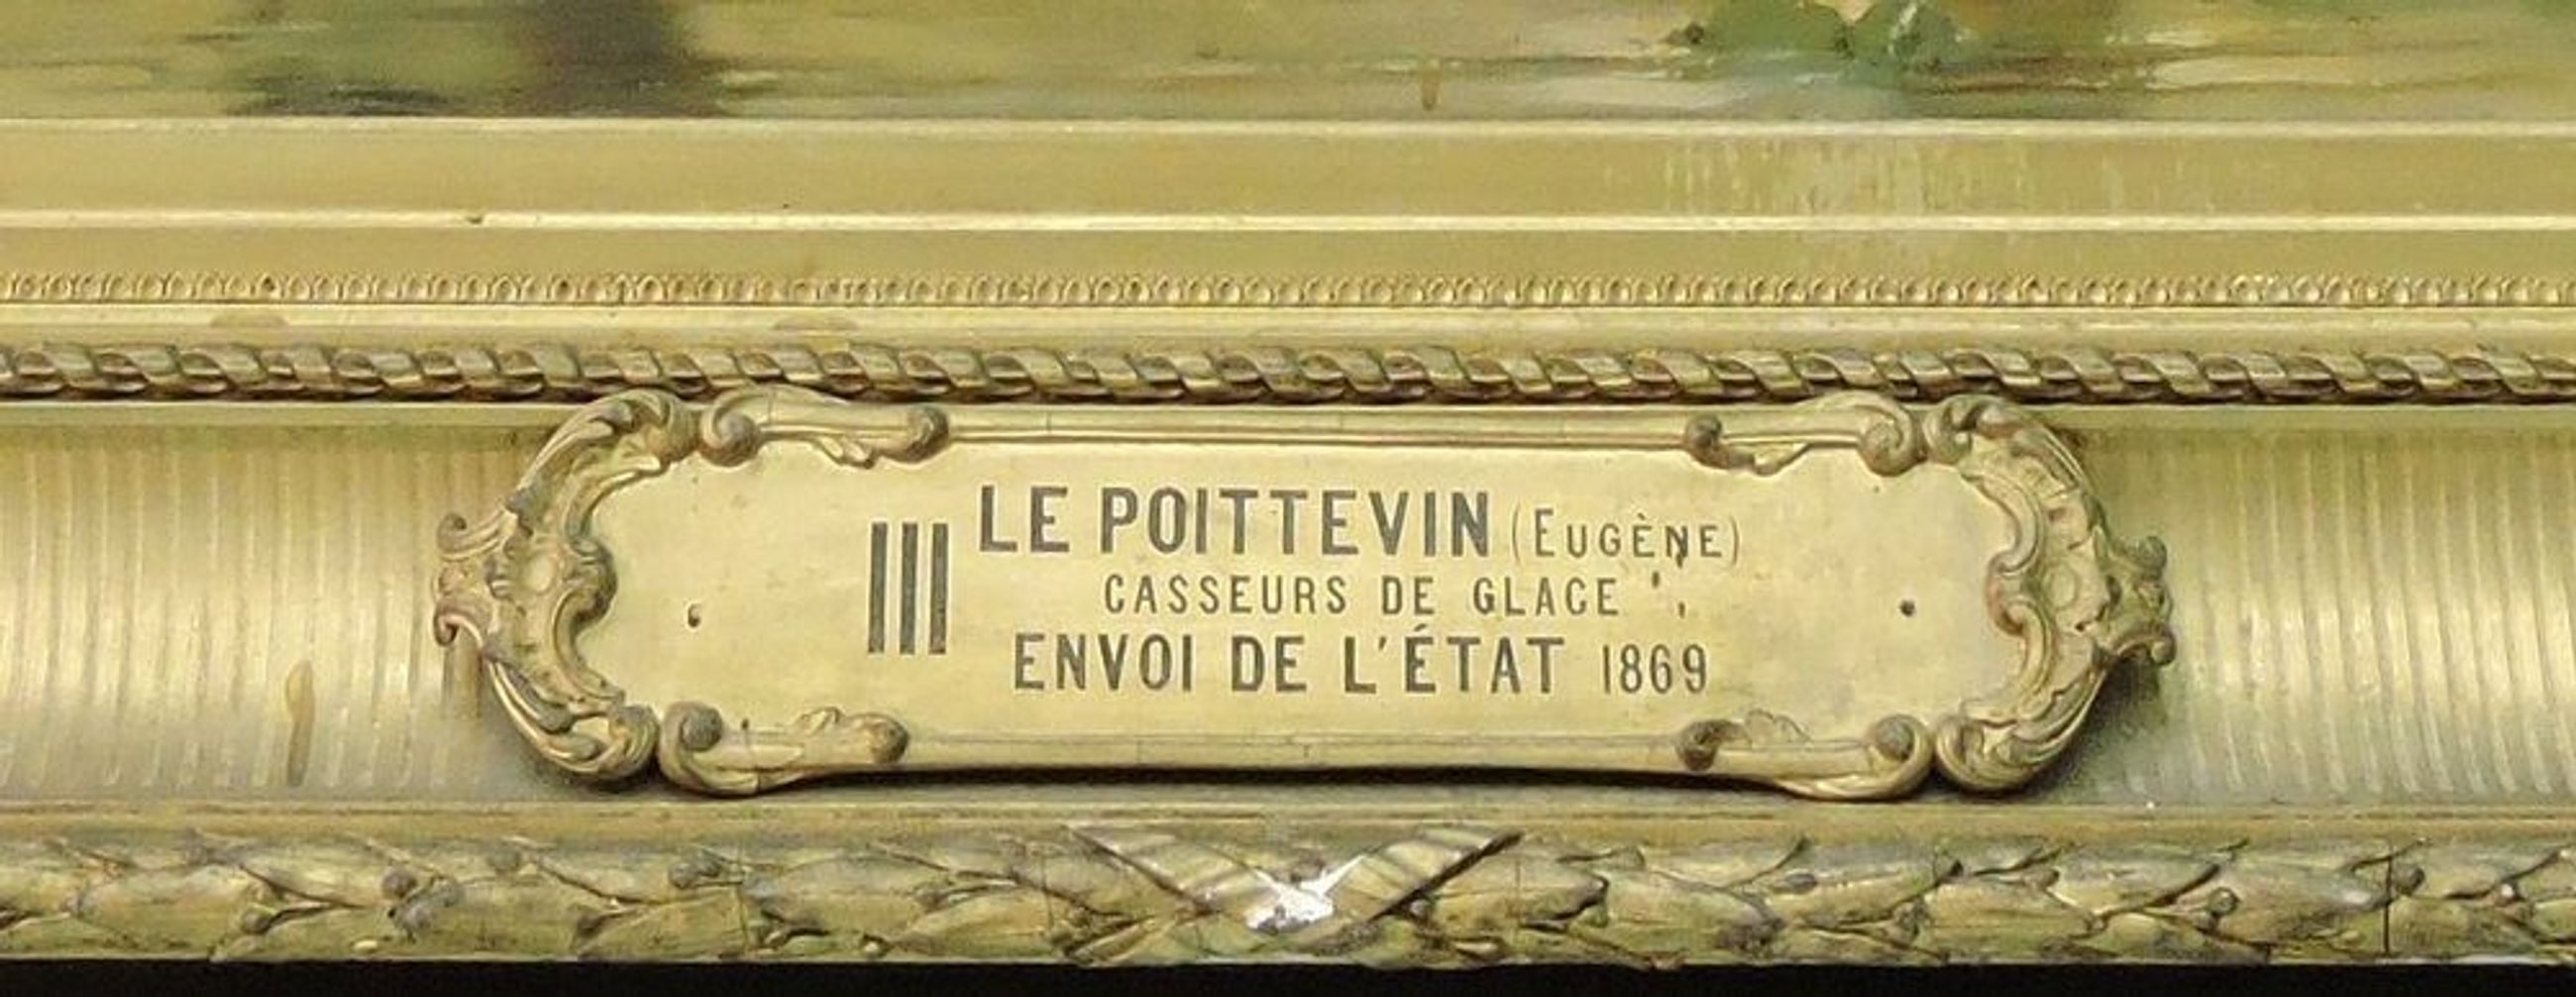 111
LE POITTEVIN (EUGÈNE)
CASSEURS DE GLACE
ENVOI DE L'ÉTAT 1869